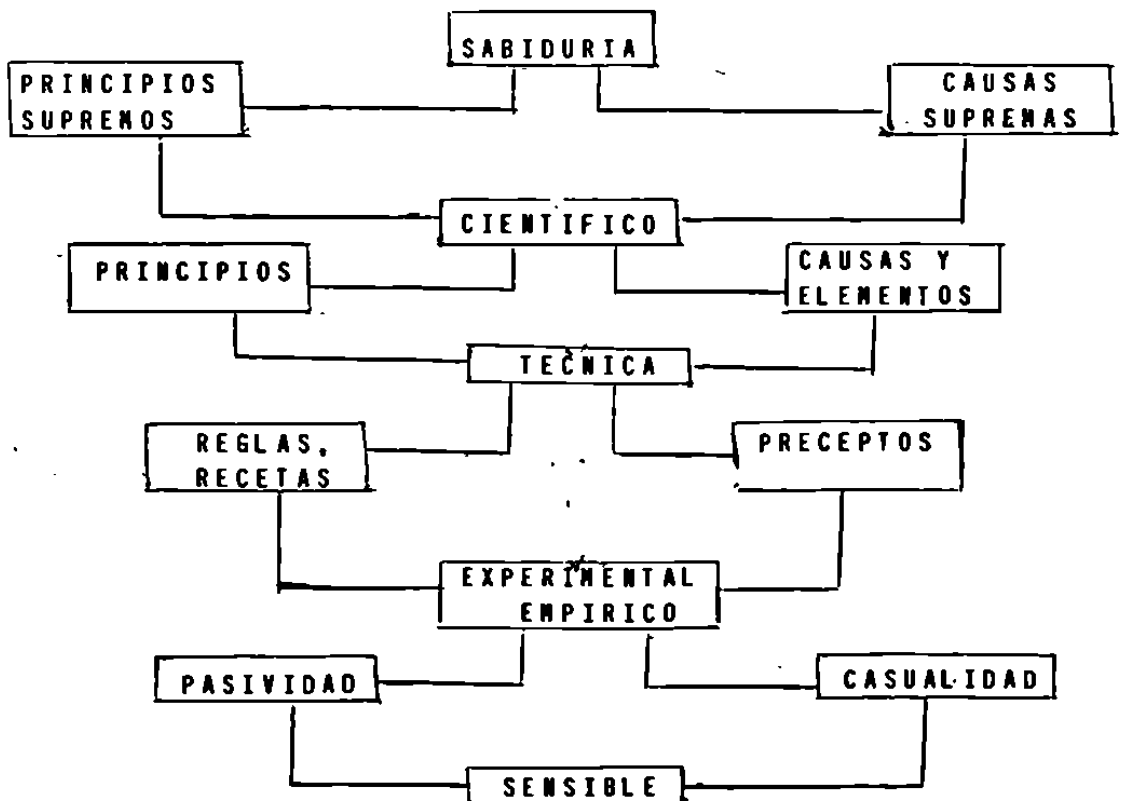 SABIDURIA
PRINCIPIOS
SUPREMOS
CAUSAS
SUPREMAS
CIENTIFICO
PRINCIPIOS
CAUSAS Y
ELEMENTOS
TECNICA
REGLAS,
RECETAS
PRECEPTOS
EXPERIMENTAL
EMPIRICO
PASIVIDAD
CASUALIDAD
SENSIBLE